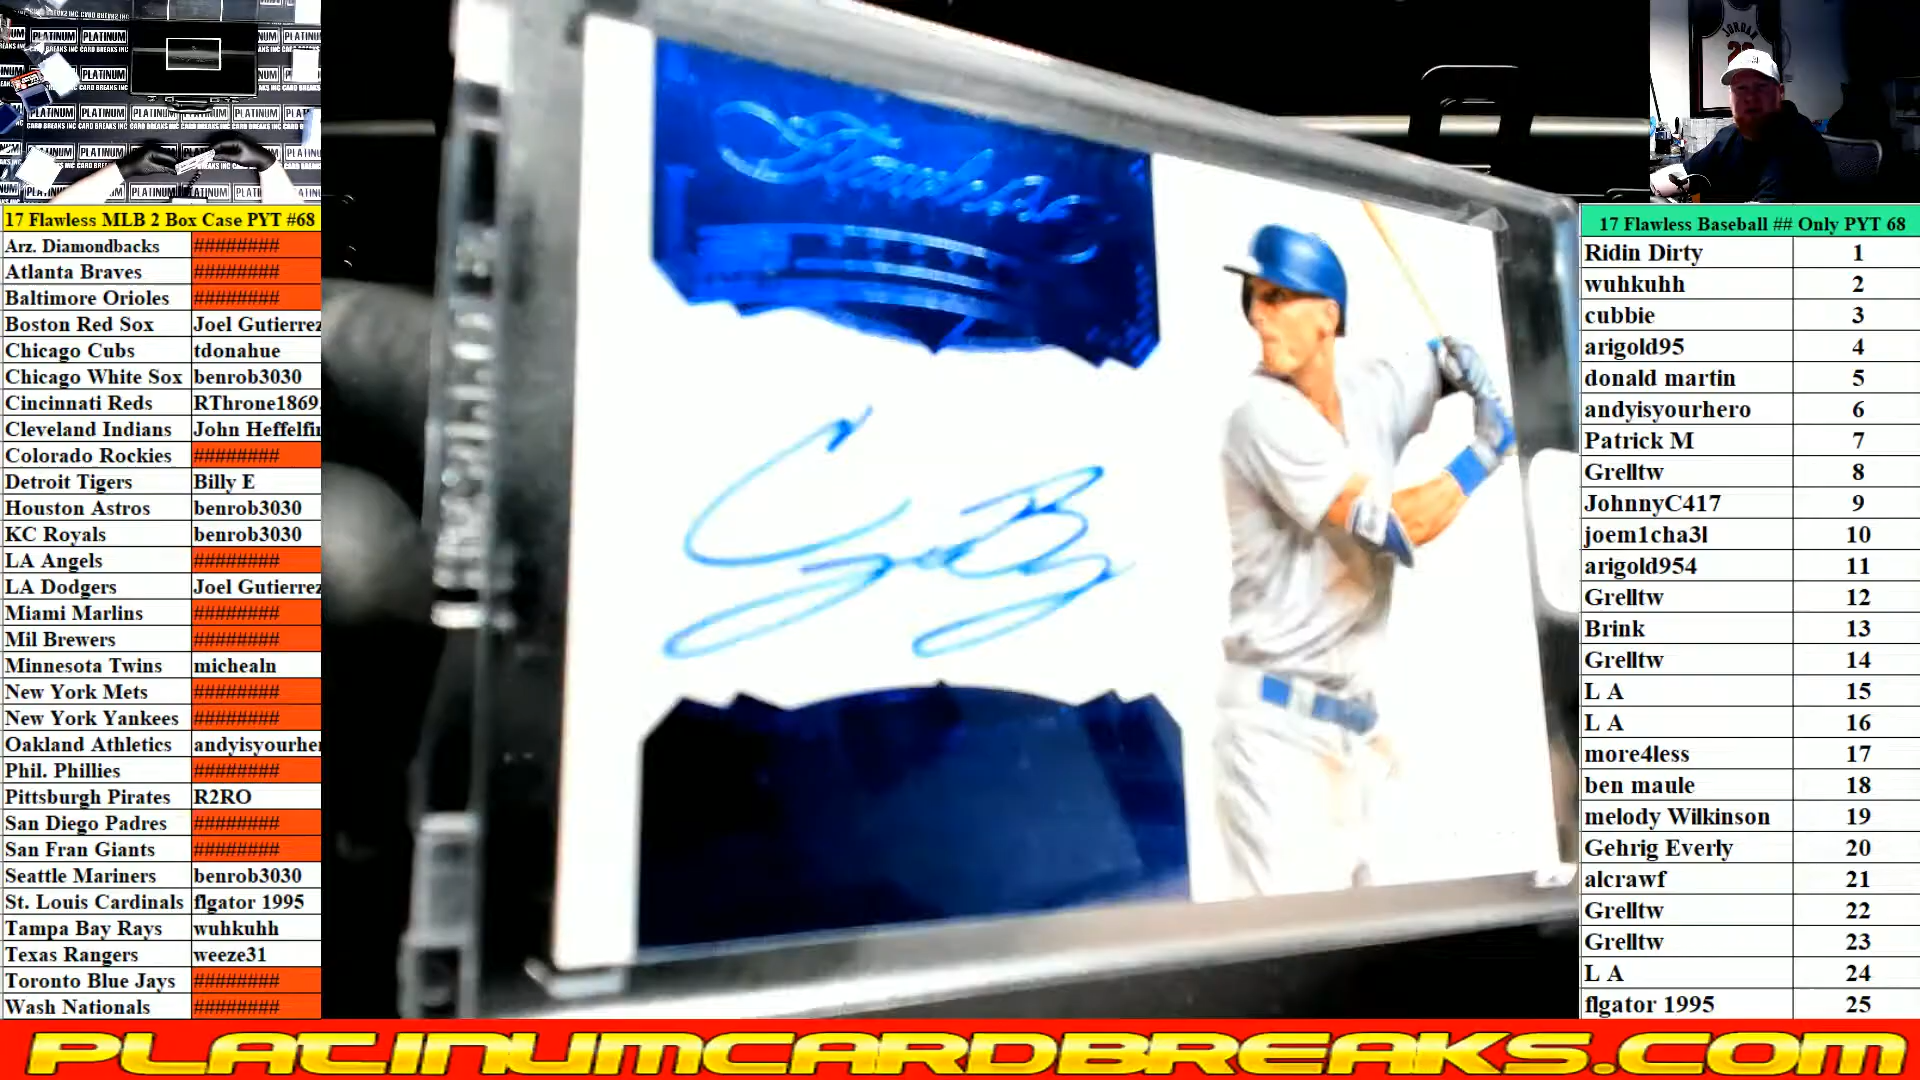 PLATINUM
CARD BREAKS INC
JORDAN
Flawless
17 Flawless MLB 2 Box Case PYT #68
Arz. Diamondbacks ########
Atlanta Braves ########
Baltimore Orioles ########
Boston Red Sox Joel Gutierrez
Chicago Cubs tdonahue
Chicago White Sox benrob3030
Cincinnati Reds RThrone1869.
Cleveland Indians John Heffelfin
Colorado Rockies ########
Detroit Tigers Billy E
Houston Astros benrob3030
KC Royals benrob3030
LA Angels ########
LA Dodgers Joel Gutierrez
Miami Marlins ########
Mil Brewers ########
Minnesota Twins michealn
New York Mets ########
New York Yankees ########
Oakland Athletics andyisyourher
Phil. Phillies ########
Pittsburgh Pirates R2RO
San Diego Padres ########
San Fran Giants ########
Seattle Mariners benrob3030
St. Louis Cardinals flgator 1995
Tampa Bay Rays wuhkuhh
Texas Rangers weeze31
Toronto Blue Jays ########
Wash Nationals ########
17 Flawless Baseball ## Only PYT 68
Ridin Dirty 1
wuhkuhh 2
cubbie 3
arigold95 4
donald martin 5
andyisyourhero 6
Patrick M 7
Grelltw 8
JohnnyC417 9
joem1cha3l 10
arigold954 11
Grelltw 12
Brink 13
Grelltw 14
L A 15
L A 16
more4less 17
ben maule 18
melody Wilkinson 19
Gehrig Everly 20
alcrawf 21
Grelltw 22
Grelltw 23
L A 24
flgator 1995 25
PLATINUMCARDBREAKS.COM